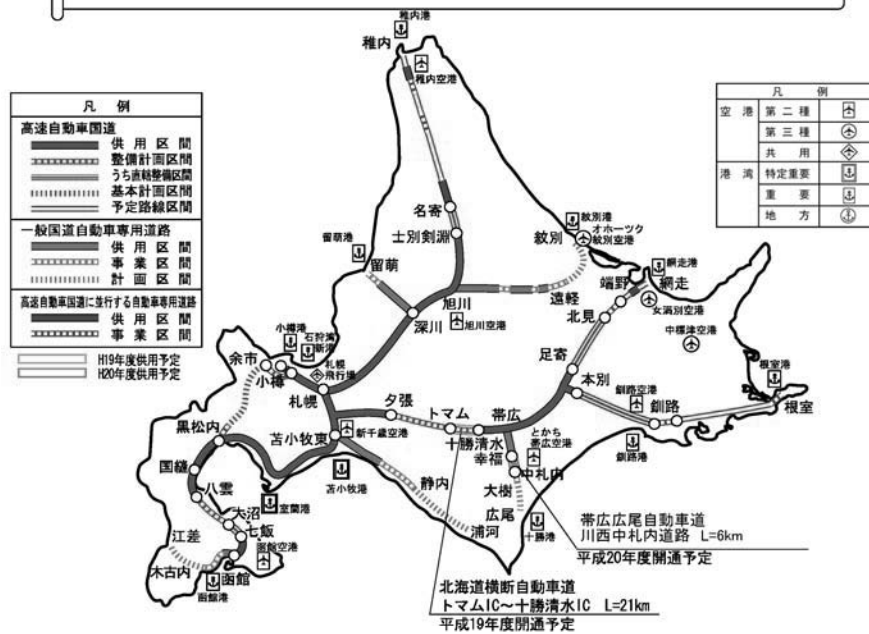 稚内港
稚内
稚内空港
凡 例
高速自動車国道
供 用 区 間
整備計画区間
うち直轄整備区間
基本計画区間
予定路線区間
一般国道自動車専用道路
供 用 区 間
事 業 区 間
計 画 区 間
高速自動車国道に並行する自動車専用道路
供 用 区 間
事 業 区 間
H19年度供用予定
H20年度供用予定
凡 例
空 港 第 二 種
第 三 種
共 用
港 湾 特定重要
重 要
地 方
名寄
士別剣淵
紋別港
オホーツク
紋別空港
紋別
留萌港
留萌
網走港
端野
網走
女満別空港
遠軽
旭川
北見
深川
旭川空港
中標津空港
小樽港
石狩湾
新港
札幌
飛行場
余市
小樽
足寄
本別
根室港
札幌
夕張
釧路空港
釧路
根室
トマム
帯広
黒松内
苫小牧東
新千歳空港
十勝清水
とかち
帯広空港
幸福
釧路港
国縫
中札内
静内
八雲
室蘭港
苫小牧港
大樹
広尾
大沼
七飯
江差
函館空港
浦河
十勝港
木古内
函館
函館港
帯広広尾自動車道
川西中札内道路 L=6km
平成20年度開通予定
北海道横断自動車道
トマムIC～十勝清水IC L=21km
平成19年度開通予定